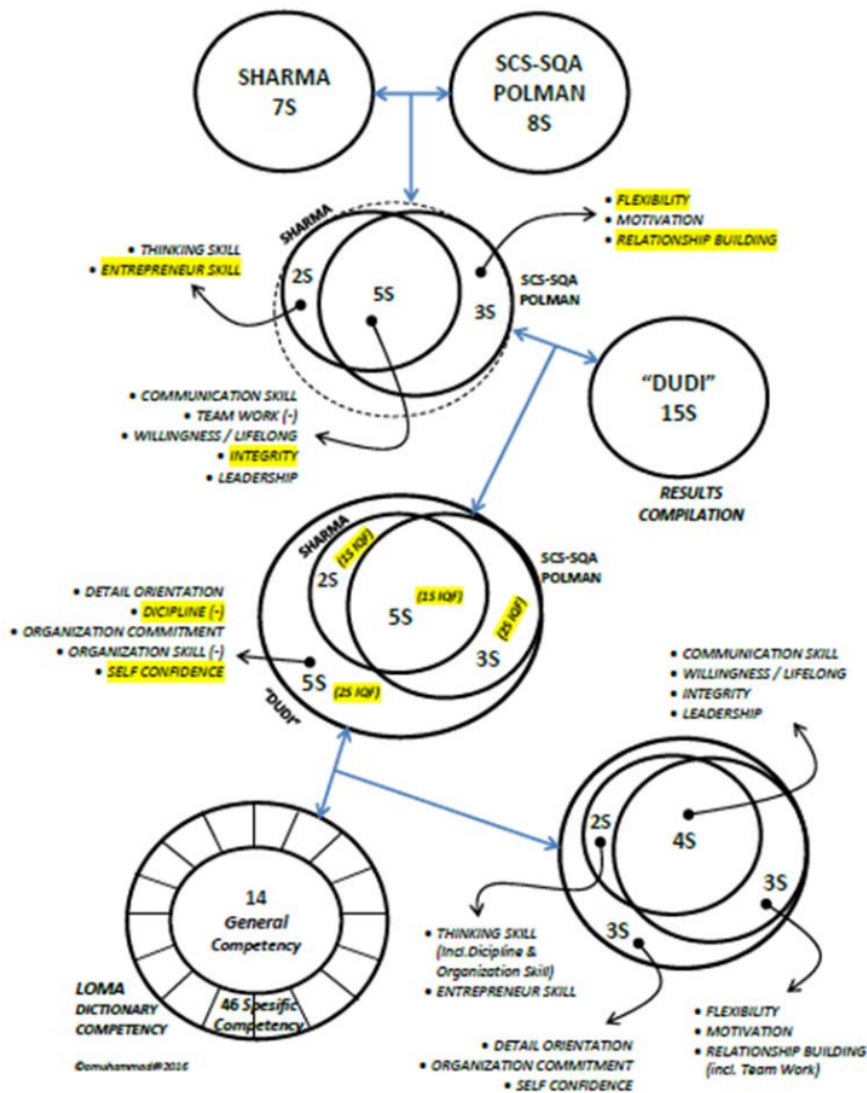 SHARMA
7S
SCS-SQA
POLMAN
8S
• FLEXIBILITY
• MOTIVATION
• RELATIONSHIP BUILDING
SHARMA
• THINKING SKILL
• ENTREPRENEUR SKILL
2S
5S
3S
SCS-SQA
POLMAN
"DUDI"
15S
RESULTS
COMPILATION
• COMMUNICATION SKILL
• TEAM WORK (-)
• WILLINGNESS / LIFELONG
• INTEGRITY
• LEADERSHIP
SHARMA
(1S IQF)
2S
5S
(1S IQF)
(2S IQF)
3S
SCS-SQA
POLMAN
• DETAIL ORIENTATION
• DICIPLINE (-)
• ORGANIZATION COMMITMENT
• ORGANIZATION SKILL (-)
• SELF CONFIDENCE
5S
(2S IQF)
"DUDI"
• COMMUNICATION SKILL
• WILLINGNESS / LIFELONG
• INTEGRITY
• LEADERSHIP
2S
4S
3S
3S
14
General
Competency
46 Spesific
Competency
LOMA
DICTIONARY
COMPETENCY
• THINKING SKILL
(Incl.Dicipline &
Organization Skill)
• ENTREPRENEUR SKILL
• DETAIL ORIENTATION
• ORGANIZATION COMMITMENT
• SELF CONFIDENCE
• FLEXIBILITY
• MOTIVATION
• RELATIONSHIP BUILDING
(incl. Team Work)
©omuhammad@2016